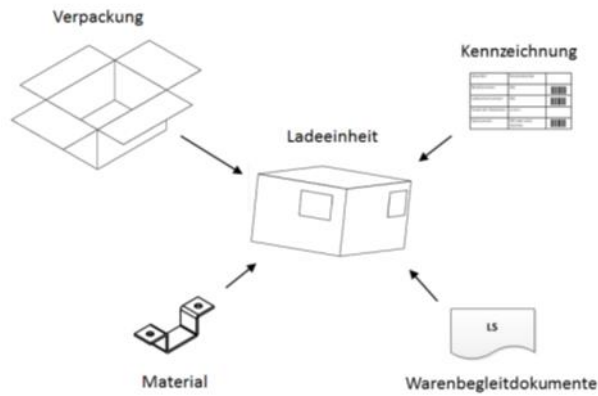 Verpackung
Kennzeichnung
Ladeeinheit
LS
Material
Warenbegleitdokumente